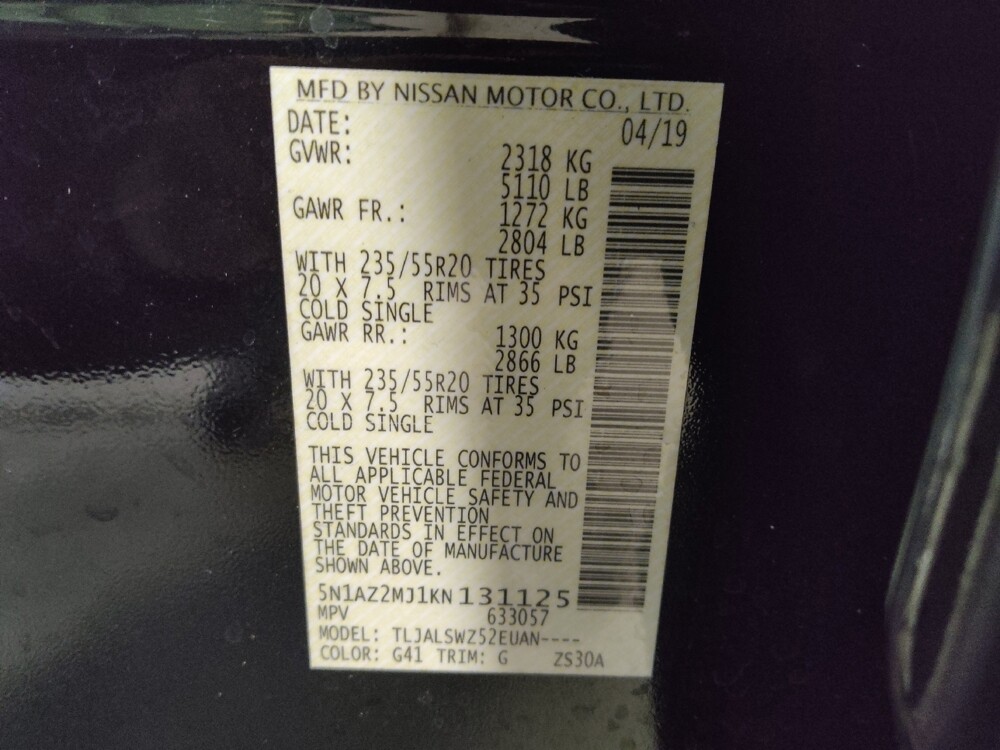 MFD BY NISSAN MOTOR CO., LTD.
DATE: 04/19
GVWR: 2318 KG
5110 LB
GAWR FR.: 1272 KG
2804 LB
WITH 235/55R20 TIRES
20 X 7.5 RIMS AT 35 PSI
COLD SINGLE
GAWR RR.: 1300 KG
2866 LB
WITH 235/55R20 TIRES
20 X 7.5 RIMS AT 35 PSI
COLD SINGLE
THIS VEHICLE CONFORMS TO
ALL APPLICABLE FEDERAL
MOTOR VEHICLE SAFETY AND
THEFT PREVENTION
STANDARDS IN EFFECT ON
THE DATE OF MANUFACTURE
SHOWN ABOVE.
5N1AZ2MJ1KN131125
MPV 633057
MODEL: TLJALSWZ52EUAN----
COLOR: G41 TRIM: G ZS30A